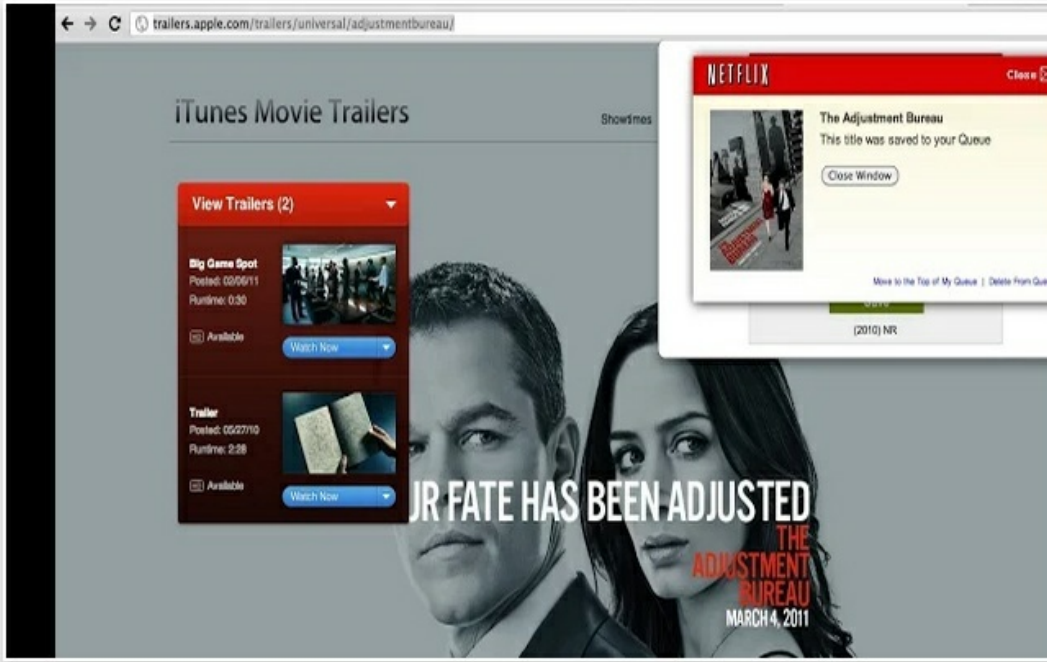 trailers.apple.com/trailers/universal/adjustmentbureau/
iTunes Movie Trailers
Showtimes
NETFLIX
Close
The Adjustment Bureau
This title was saved to your Queue
Close Window
Move to the Top of My Queue | Delete From Que
(2010) NR
View Trailers (2)
Big Game Spot
Posted: 02/06/11
Runtime: 0:30
HD Available
Watch Now
Trailer
Posted: 05/27/10
Runtime: 2:28
HD Available
Watch Now
UR FATE HAS BEEN ADJUSTED
THE
ADJUSTMENT
BUREAU
MARCH 4, 2011